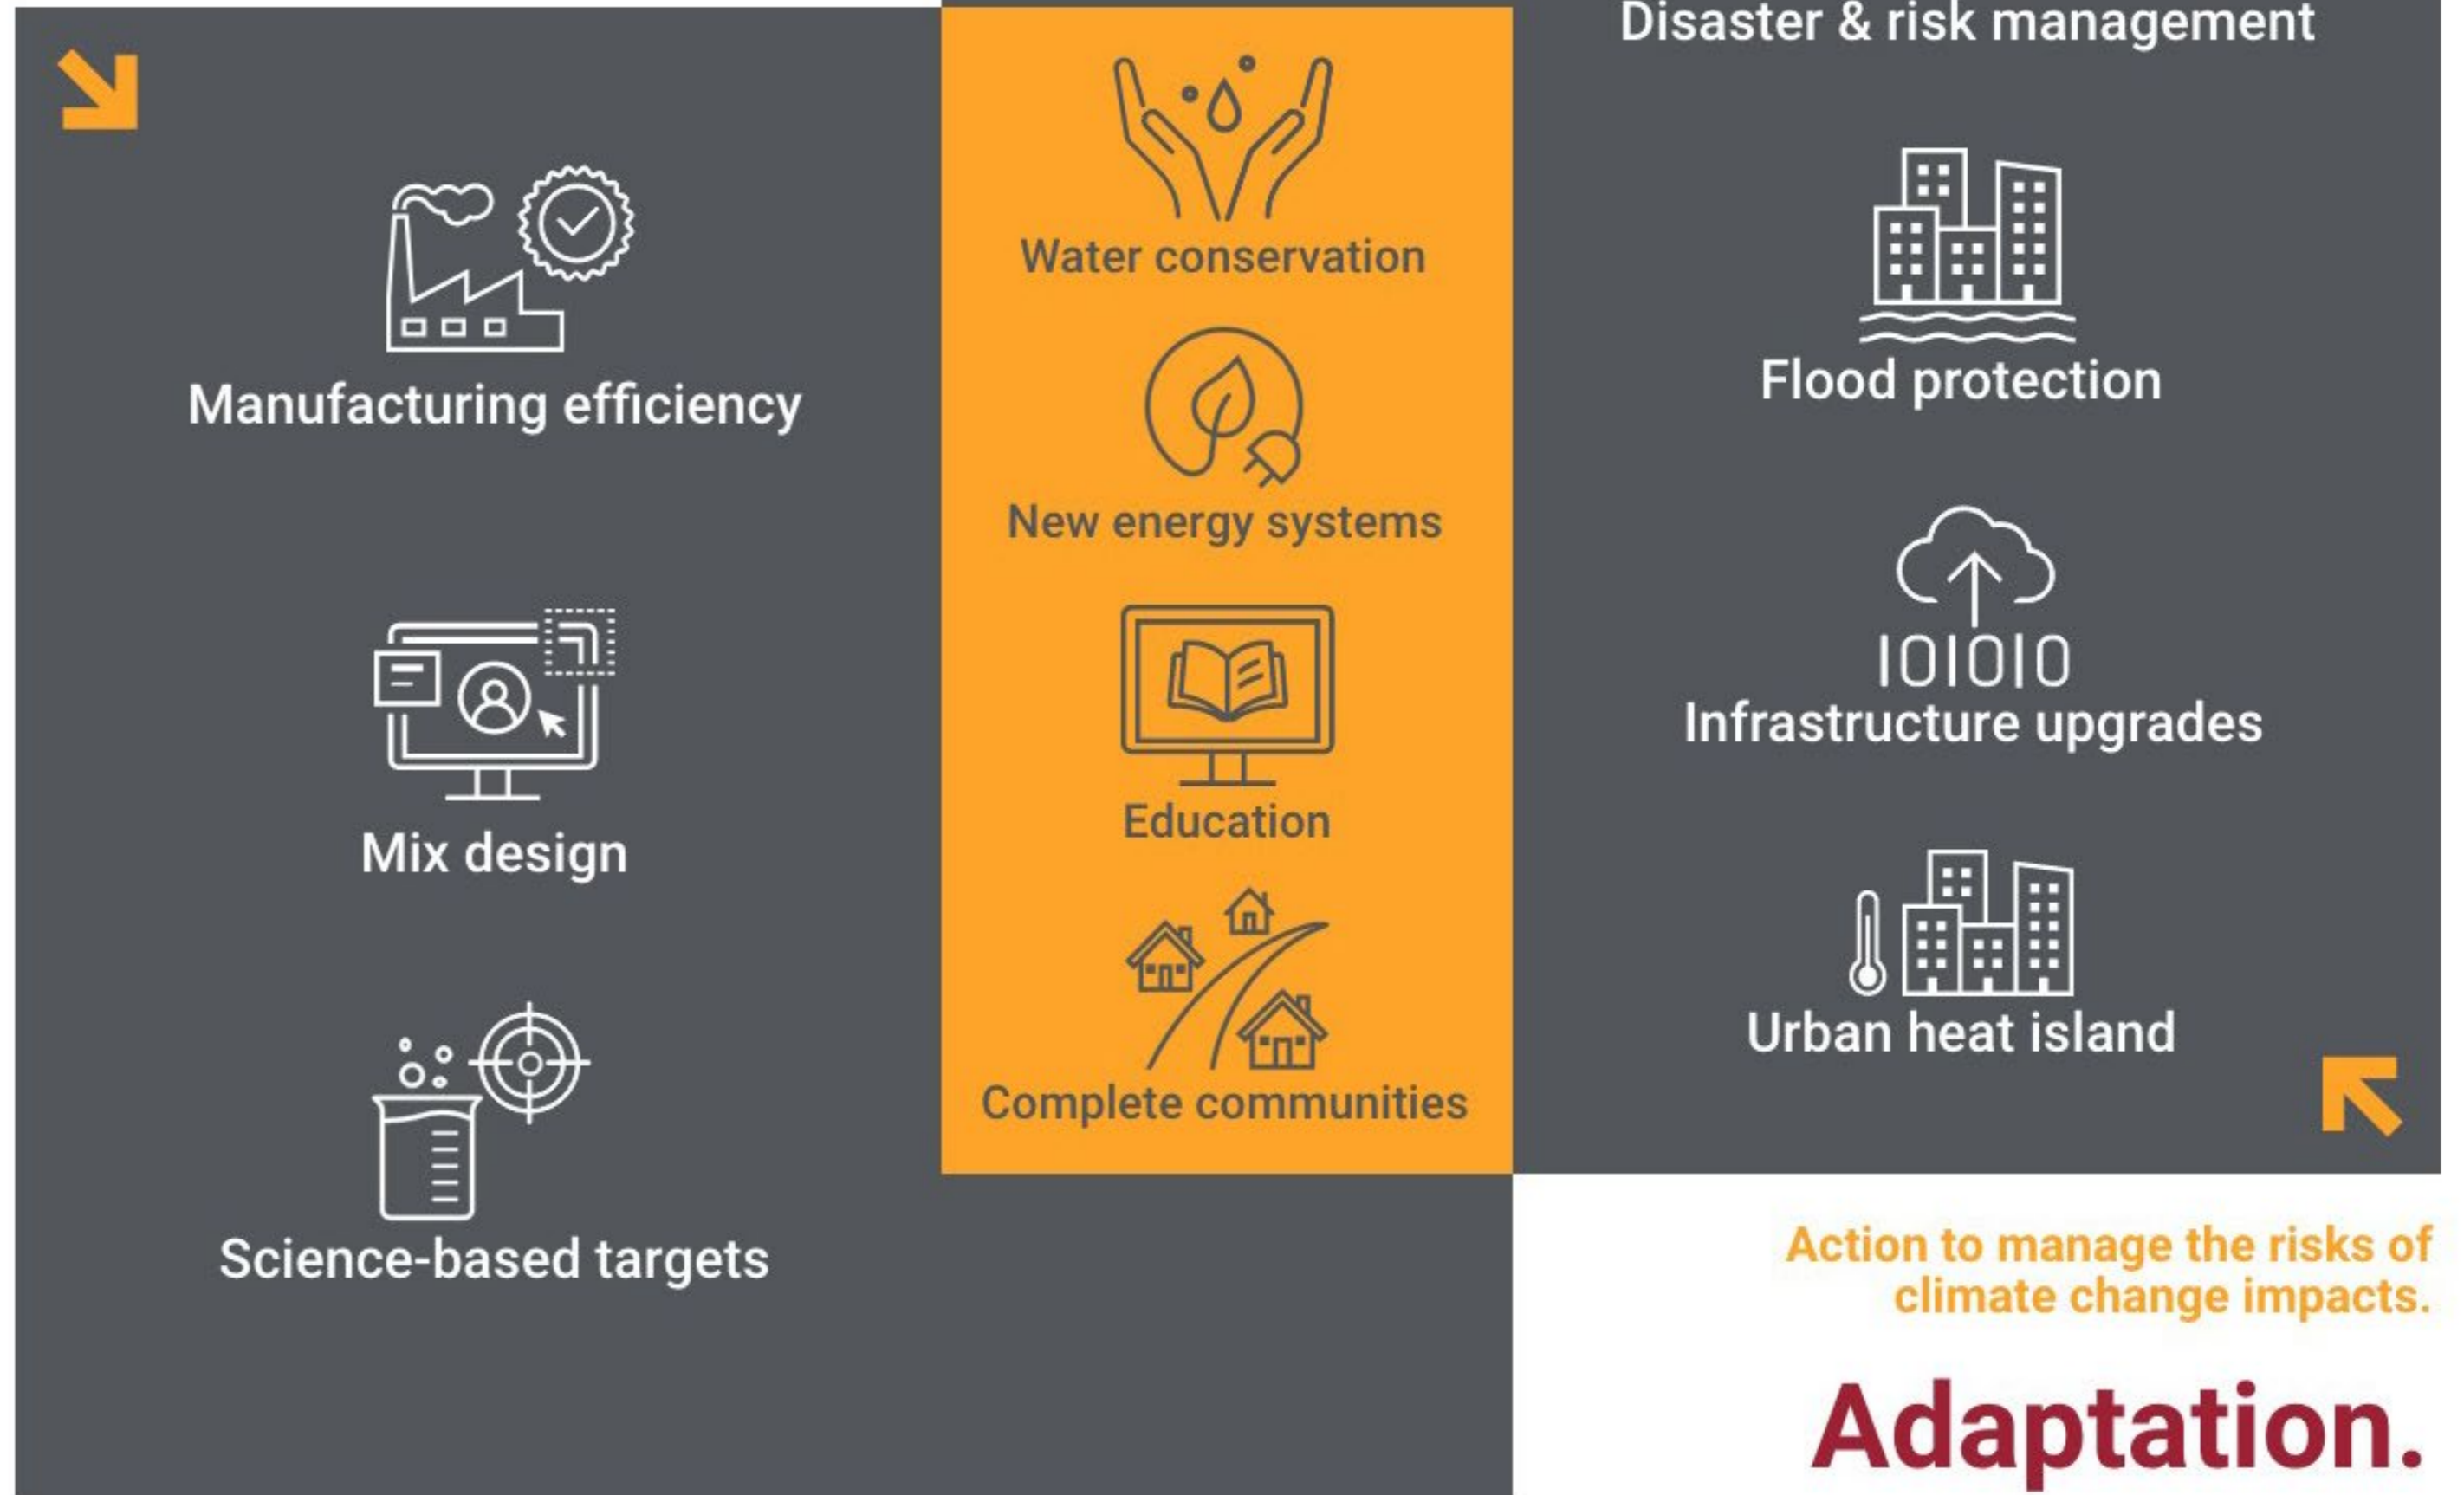 Manufacturing efficiency
Mix design
Science-based targets
Water conservation
New energy systems
Education
Complete communities
Disaster & risk management
Flood protection
101010
Infrastructure upgrades
Urban heat island
Action to manage the risks of
climate change impacts.
Adaptation.